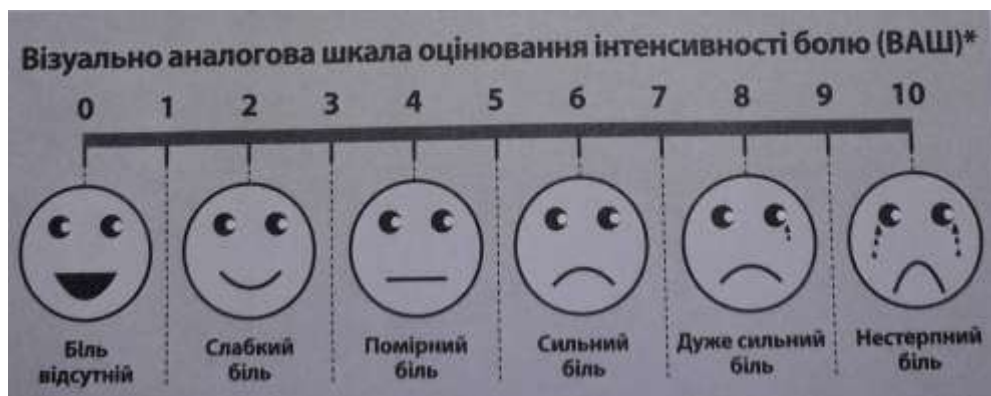 Візуально аналогова шкала оцінювання інтенсивності болю (ВАШ)*
0 1 2 3 4 5 6 7 8 9 10
Біль Слабкий Помірний Сильний Дуже сильний Нестерпний
відсутній біль біль біль біль біль